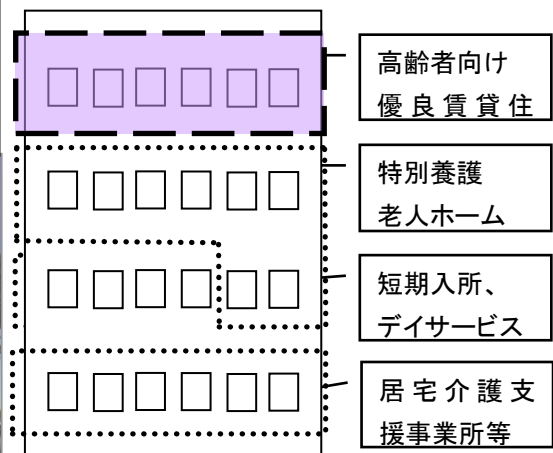 高齢者向け
優良賃貸住
特別養護
老人ホーム
短期入所、
デイサービス
居宅介護支
援事業所等